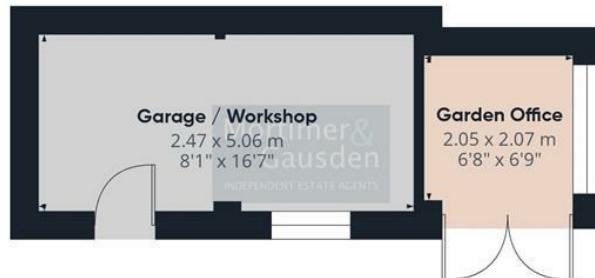 Garage / Workshop
2.47 x 5.06 m
8'1" x 16'7"
Mortimer&
Gausden
INDEPENDENT ESTATE AGENTS
Garden Office
2.05 x 2.07 m
6'8" x 6'9"